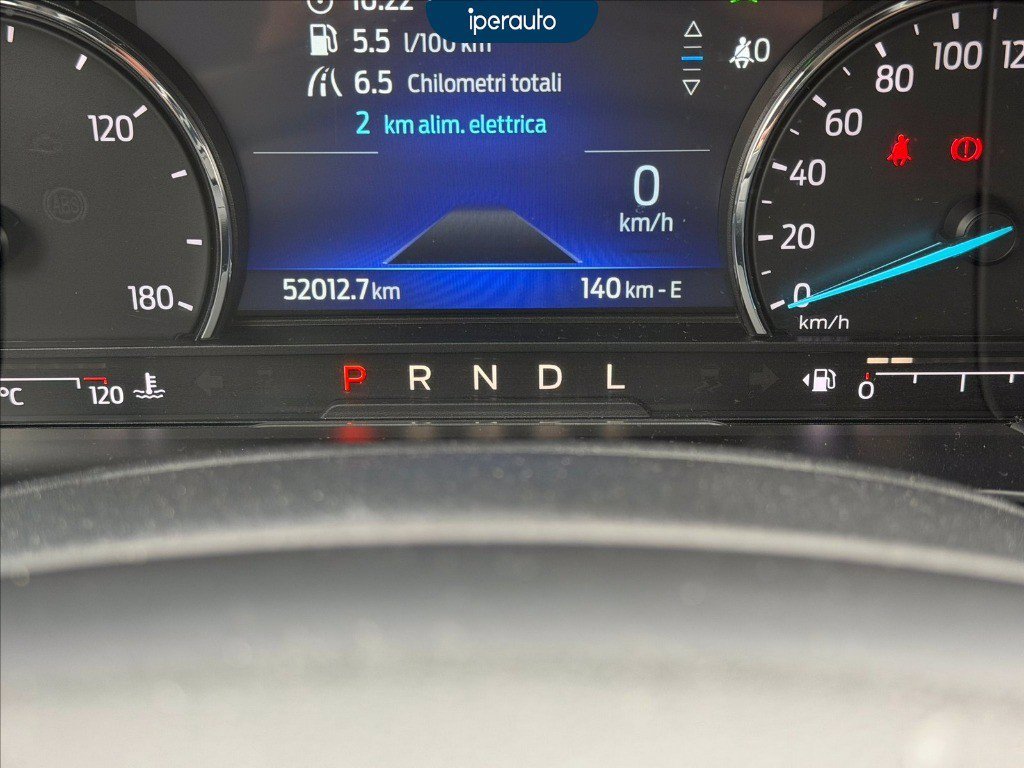 iperauto
5.5 l/100 km
6.5 Chilometri totali
2 km alim. elettrica
0
0
km/h
52012.7 km
140 km - E
120
180
100
80
60
40
20
0
km/h
°C
120
P R N D L
0